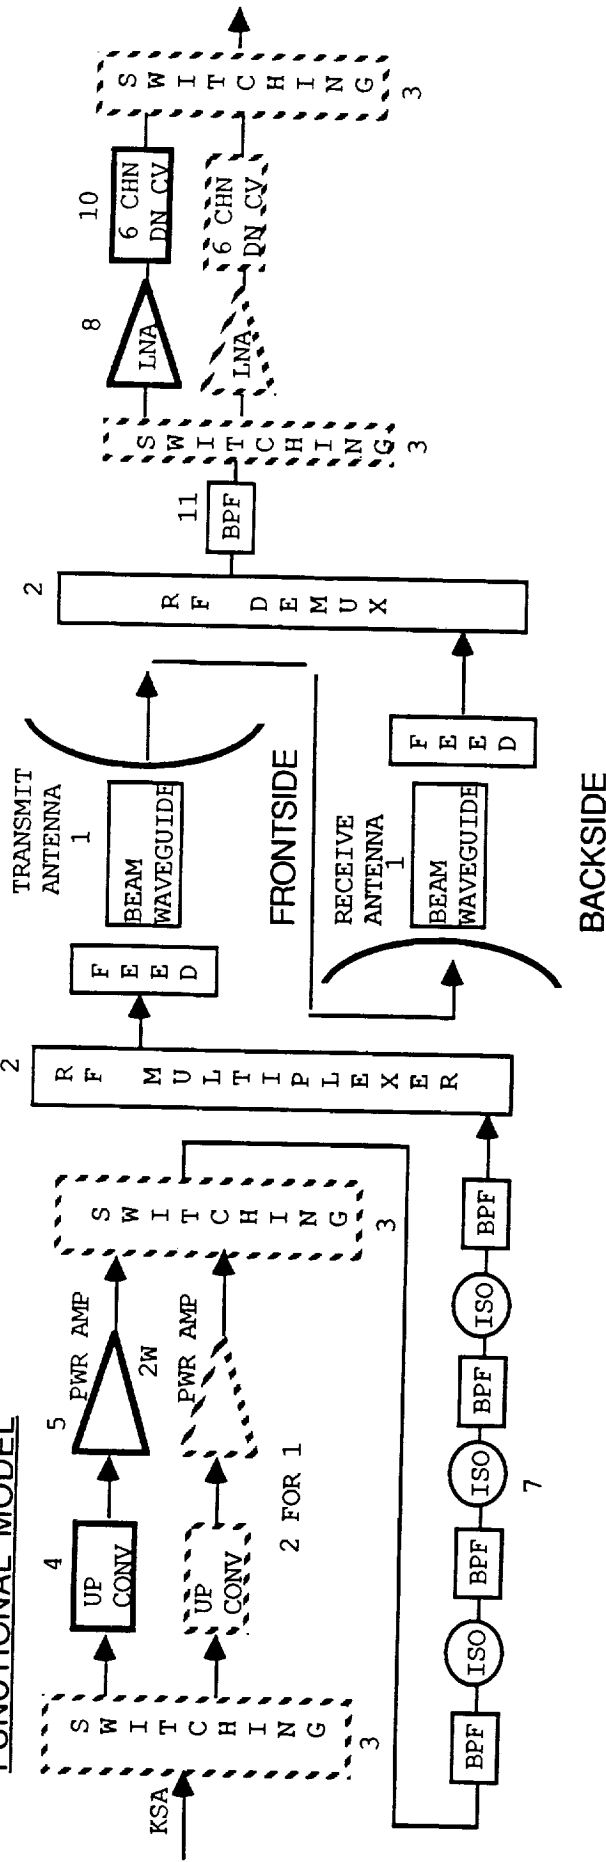 FUNCTIONAL MODEL
KSA
SWITCHING
3
4
UP
CONV
UP
CONV
5
PWR AMP
2W
PWR AMP
2 FOR 1
SWITCHING
3
BPF
ISO
BPF
ISO
7
BPF
ISO
BPF
2
RF MULTIPLEXER
FEED
TRANSMIT
ANTENNA
1
BEAM
WAVEGUIDE
FRONTSIDE
RECEIVE
ANTENNA
1
BEAM
WAVEGUIDE
BACKSIDE
FEED
2
RF DEMUX
11
BPF
SWITCHING
3
8
LNA
LNA
10
6 CHN
DN CV
6 CHN
DN CV
SWITCHING
3